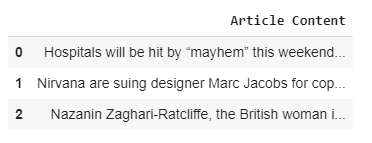 Article Content
0 Hospitals will be hit by “mayhem” this weekend...
1 Nirvana are suing designer Marc Jacobs for cop...
2 Nazanin Zaghari-Ratcliffe, the British woman i...